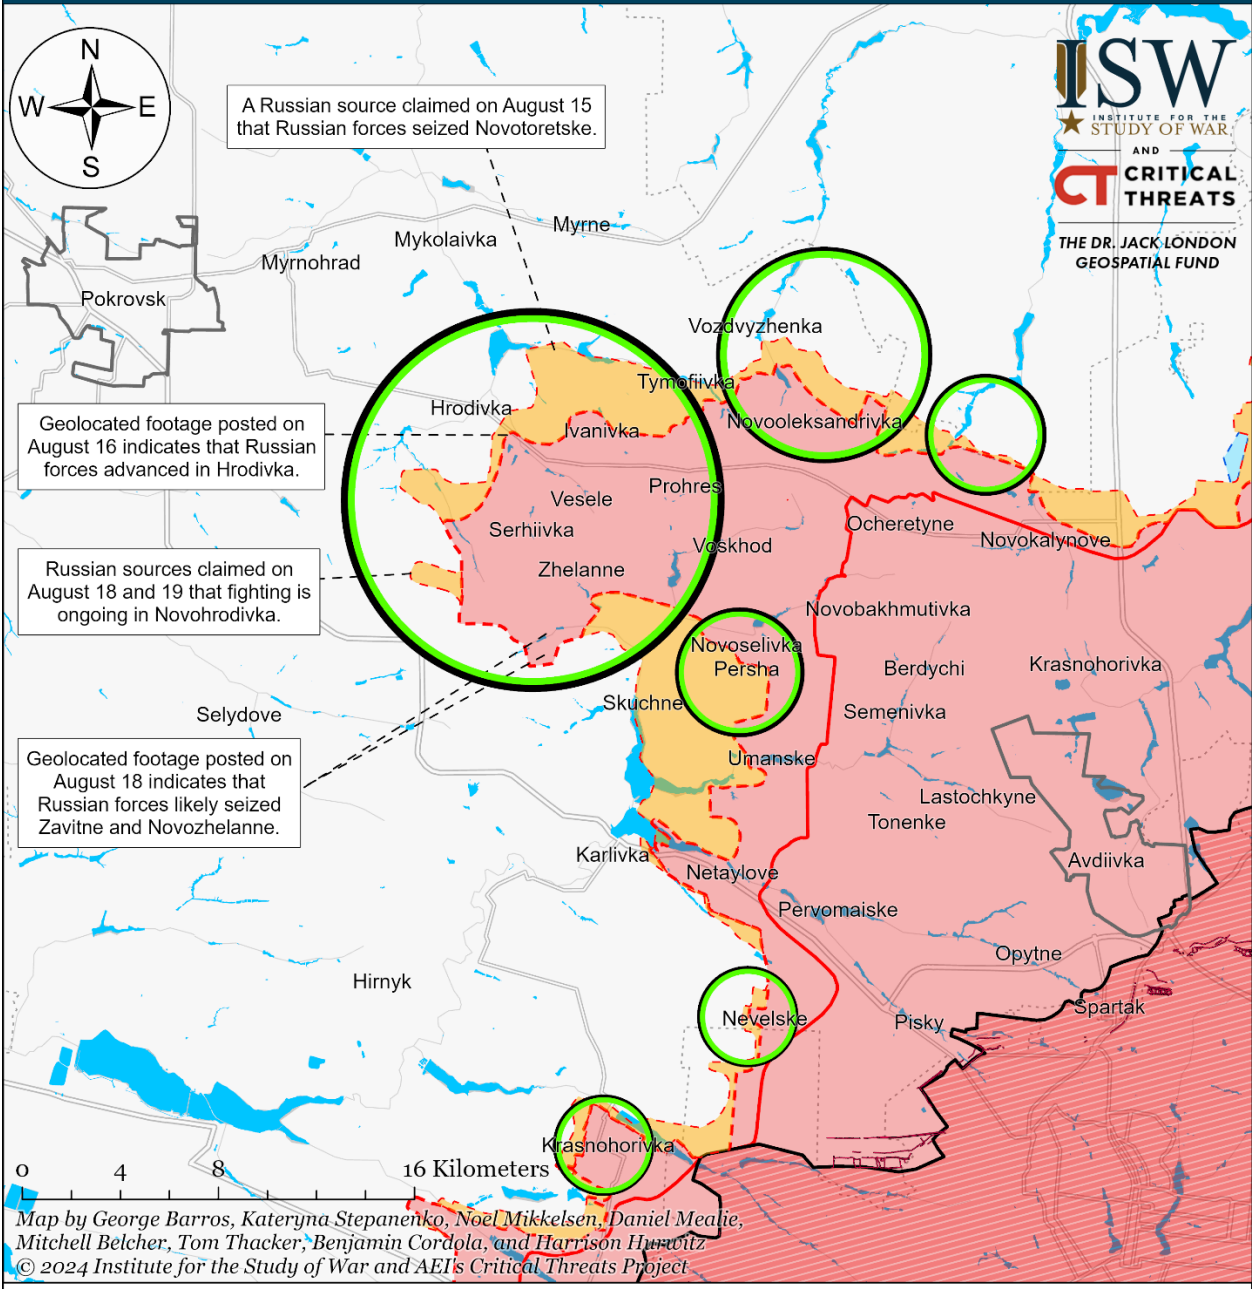 N
W
E
S
A Russian source claimed on August 15
that Russian forces seized Novotoretske.
ISW
INSTITUTE FOR THE
STUDY OF WAR
AND
CT CRITICAL
THREATS
THE DR. JACK LONDON
GEOSPATIAL FUND
Myrne
Mykolaivka
Myrnohrad
Pokrovsk
Vozdvyzhenka
Tymofiivka
Hrodivka
Novooleksandrivka
Ivanivka
Geolocated footage posted on
August 16 indicates that Russian
forces advanced in Hrodivka.
Prohres
Vesele
Serhiivka
Ocheretyne
Novokalynove
Voskhod
Zhelanne
Russian sources claimed on
August 18 and 19 that fighting is
ongoing in Novohrodivka.
Novobakhmutivka
Novoselivka
Persha
Berdychi
Krasnohorivka
Skuchne
Selydove
Semenivka
Geolocated footage posted on
August 18 indicates that
Russian forces likely seized
Zavitne and Novozhelanne.
Umanske
Lastochkyne
Tonenke
Karlivka
Avdiivka
Netaylove
Pervomaiske
Opytne
Hirnyk
Spartak
Nevelske
Pisky
Krasnohorivka
0 4 8 16 Kilometers
Map by George Barros, Kateryna Stepanenko, Noel Mikkelsen, Daniel Mealie,
Mitchell Belcher, Tom Thacker, Benjamin Cordola, and Harrison Hurwitz
© 2024 Institute for the Study of War and AEI's Critical Threats Project